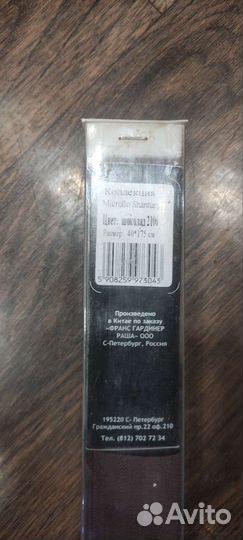 Коллекция
Microflo Shantung
Цвет: шоколад 2106
Размер: 40*175 см
5 908259 973043
Произведено
в Китае по заказу
«ФРАНС ГАРДИНЕР
РАША» ООО
С-Петербург, Россия
195220 С- Петербург
Гражданский пр.22 оф.210
Тел. (812) 702 72 34
Avito